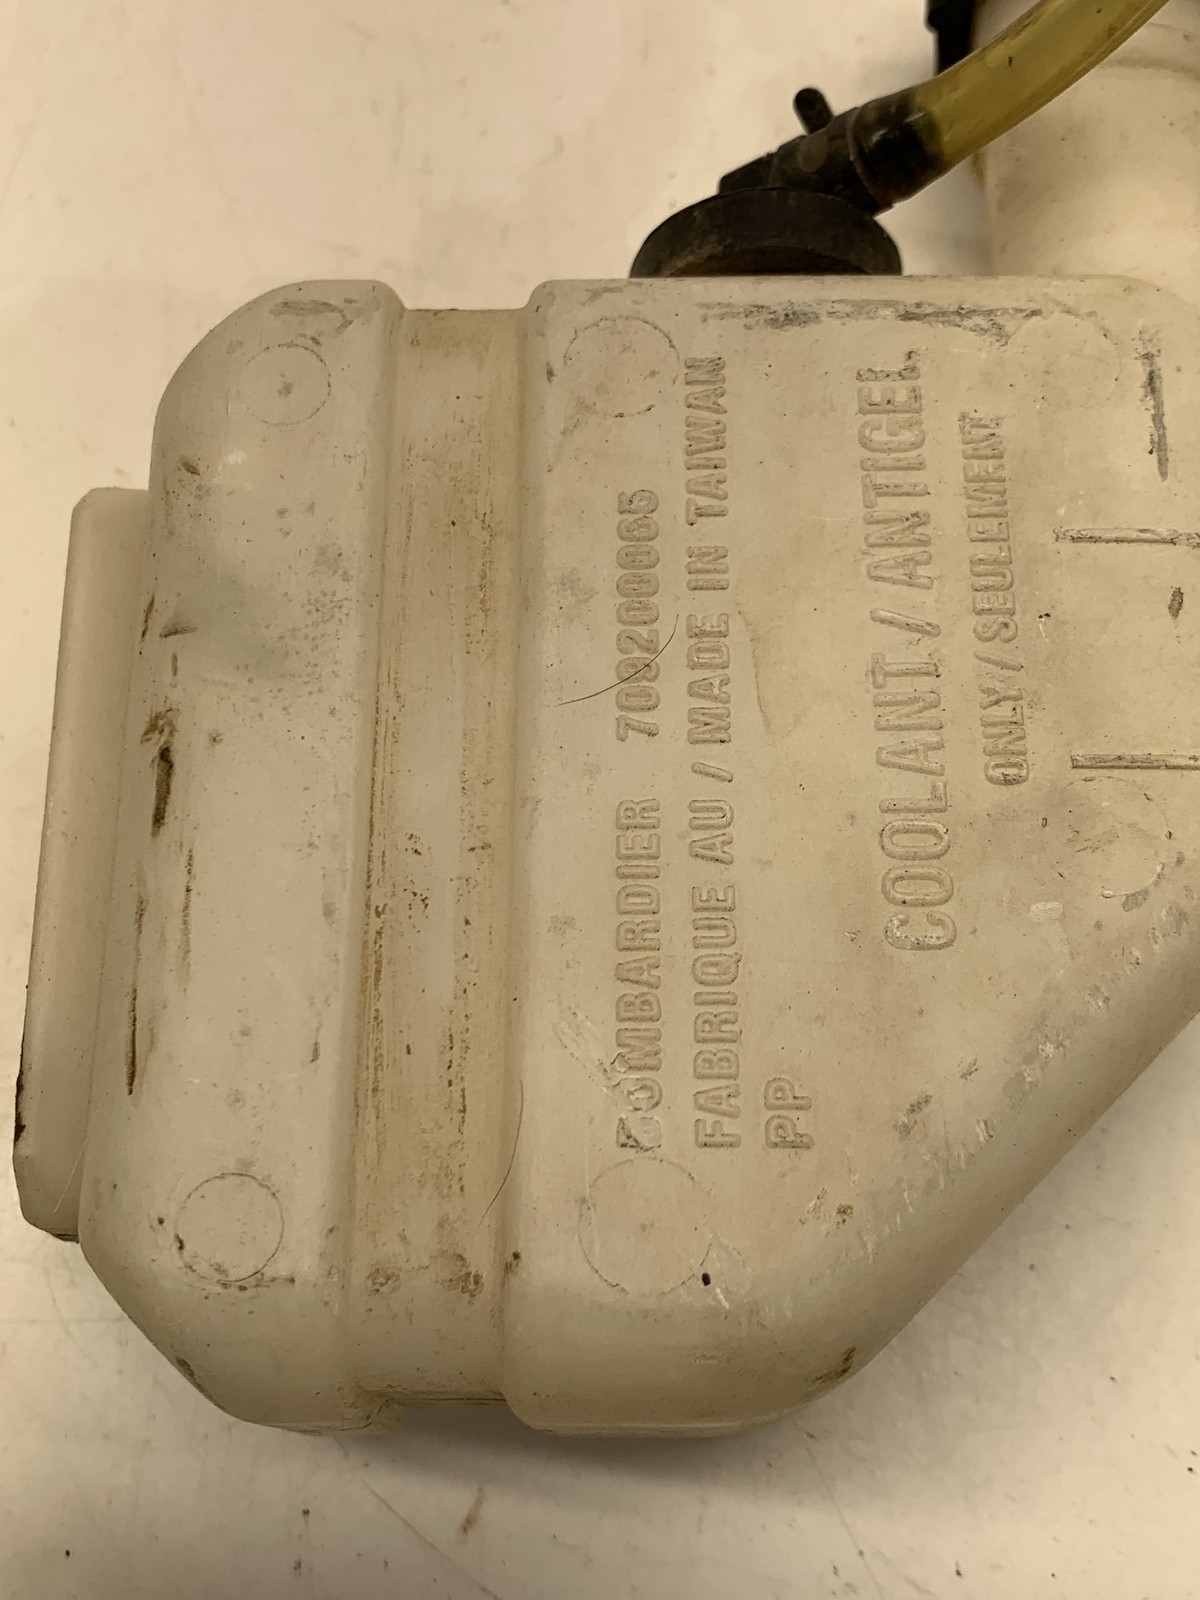 BOMBARDIER 709200065
FABRIQUE AU / MADE IN TAIWAN
PP
COOLANT / ANTIGEL
ONLY / SEULEMENT